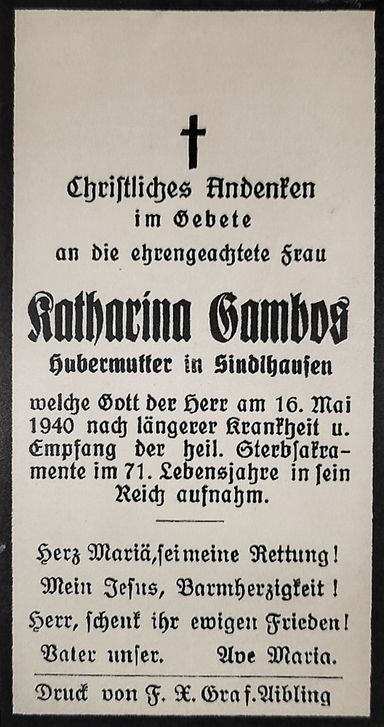 Christliches Andenken
im Gebete
an die ehrengeachtete Frau
Katharina Gambos
Hubermutter in Sindlhausen
welche Gott der Herr am 16. Mai
1940 nach längerer Krankheit u.
Empfang der heil. Sterbsakra-
mente im 71. Lebensjahre in sein
Reich aufnahm.
Herz Mariä, sei meine Rettung!
Mein Jesus, Barmherzigkeit!
Herr, schenk ihr ewigen Frieden!
Vater unser. Ave Maria.
Druck von F. X. Graf. Aibling